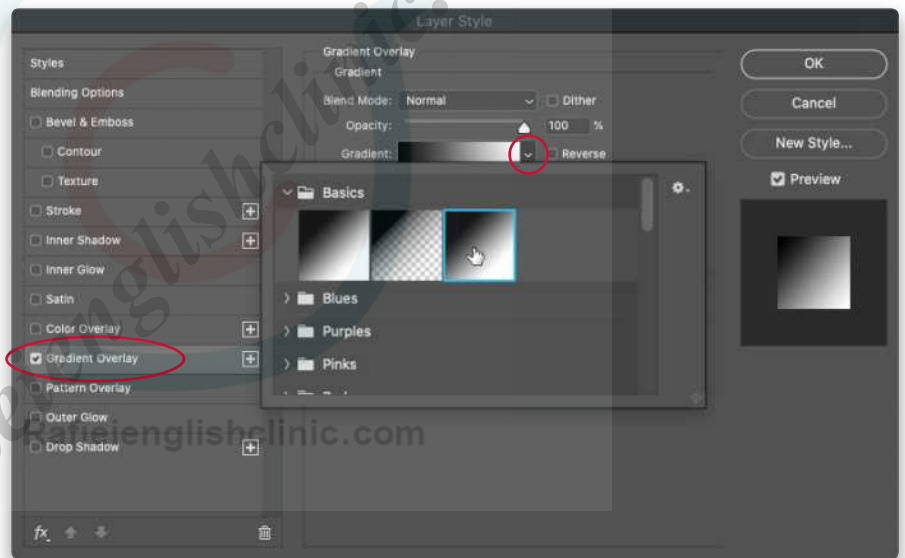 Layer Style
Styles
Blending Options
Bevel & Emboss
Contour
Texture
Stroke
Inner Shadow
Inner Glow
Satin
Color Overlay
Gradient Overlay
Pattern Overlay
Outer Glow
Drop Shadow
fx
Gradient Overlay
Gradient
Blend Mode: Normal Dither
Opacity: 100 %
Gradient: Reverse
Basics
Blues
Purples
Pinks
OK
Cancel
New Style...
Preview
Rafieienglishclinic.com